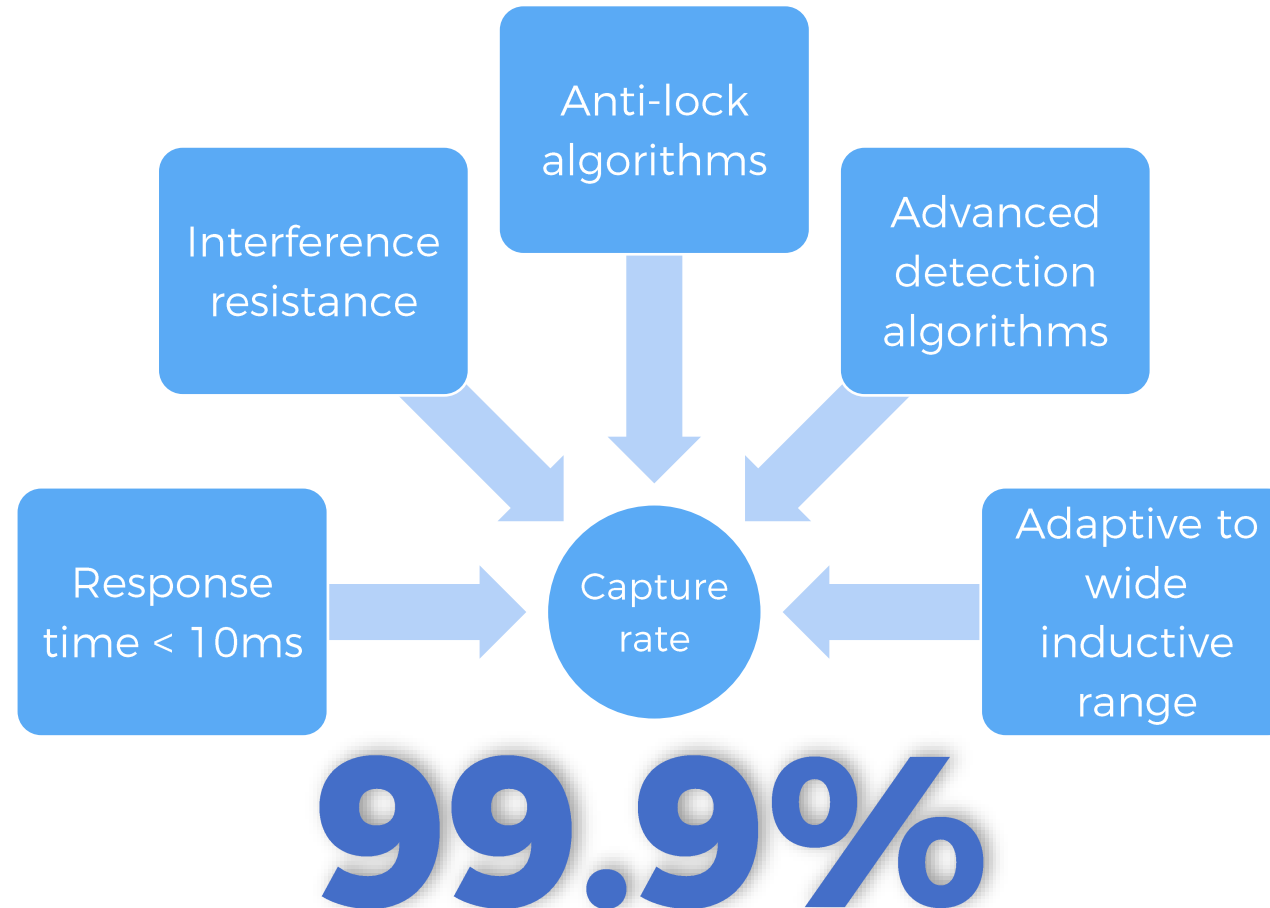 Anti-lock
algorithms
Interference
resistance
Advanced
detection
algorithms
Response
time < 10ms
Capture
rate
Adaptive to
wide
inductive
range
99.9%